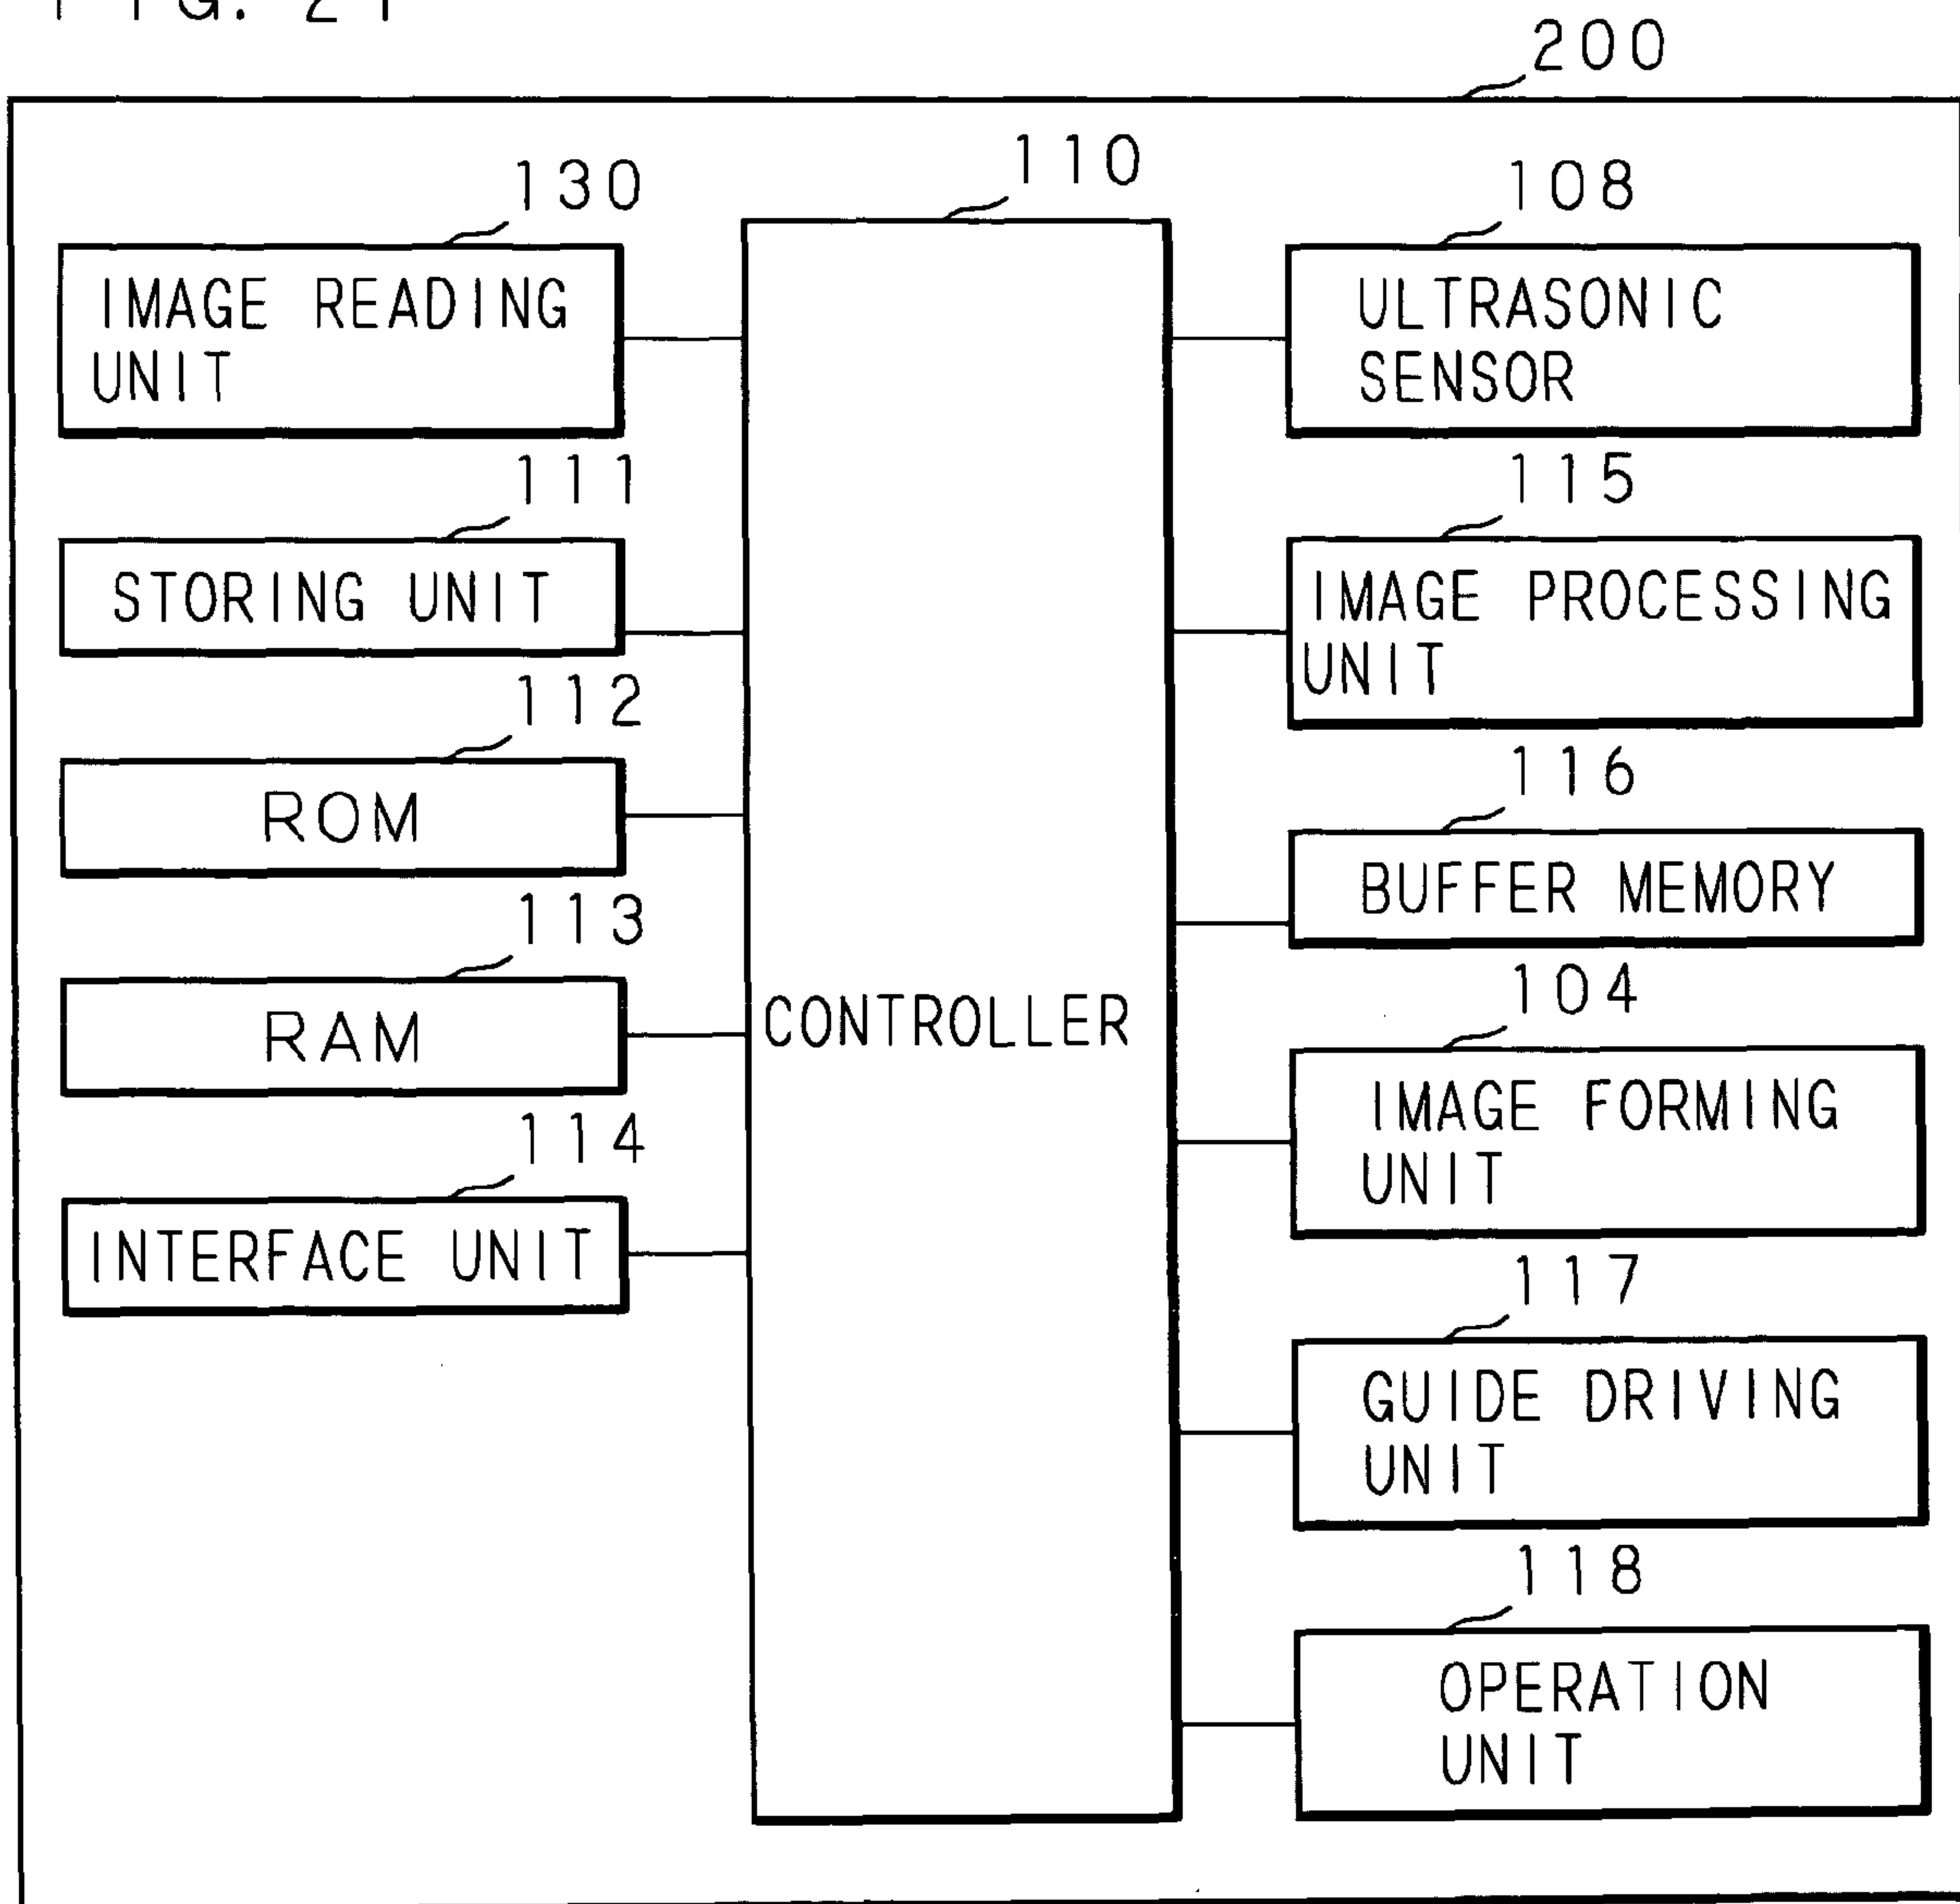 FIG. 21
200
130
110
108
IMAGE READING
UNIT
ULTRASONIC
SENSOR
111
115
STORING UNIT
IMAGE PROCESSING
UNIT
112
116
ROM
BUFFER MEMORY
113
104
RAM
CONTROLLER
IMAGE FORMING
UNIT
114
117
INTERFACE UNIT
GUIDE DRIVING
UNIT
118
OPERATION
UNIT